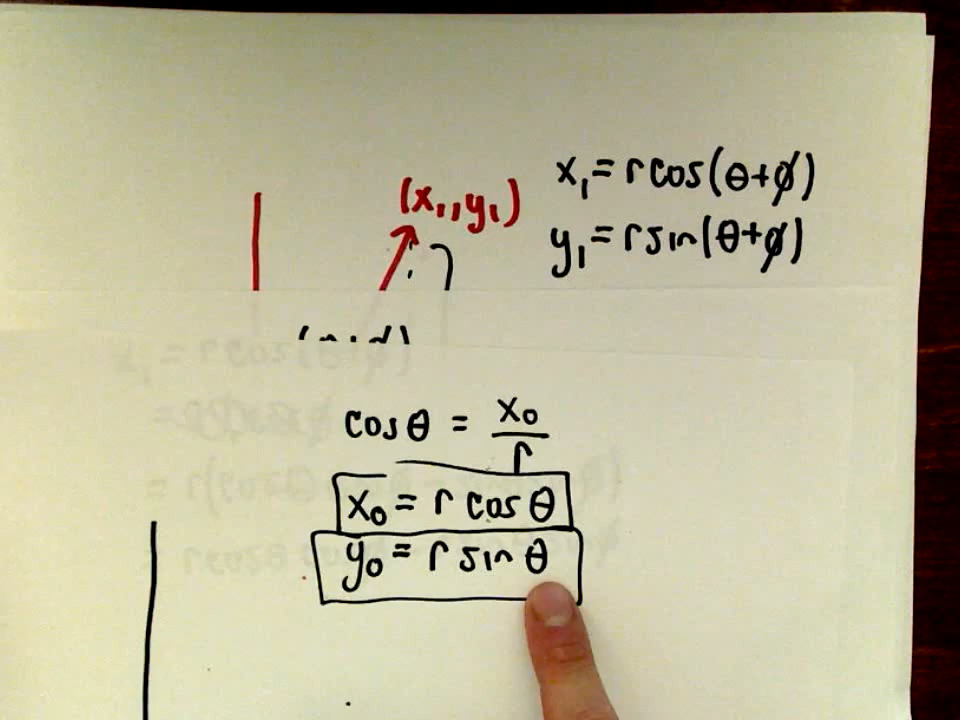 x₁ = r cos(θ+ϕ)
(x₁, y₁)
y₁ = r sin(θ+ϕ)
cos θ = x₀/r
x₀ = r cos θ
y₀ = r sin θ